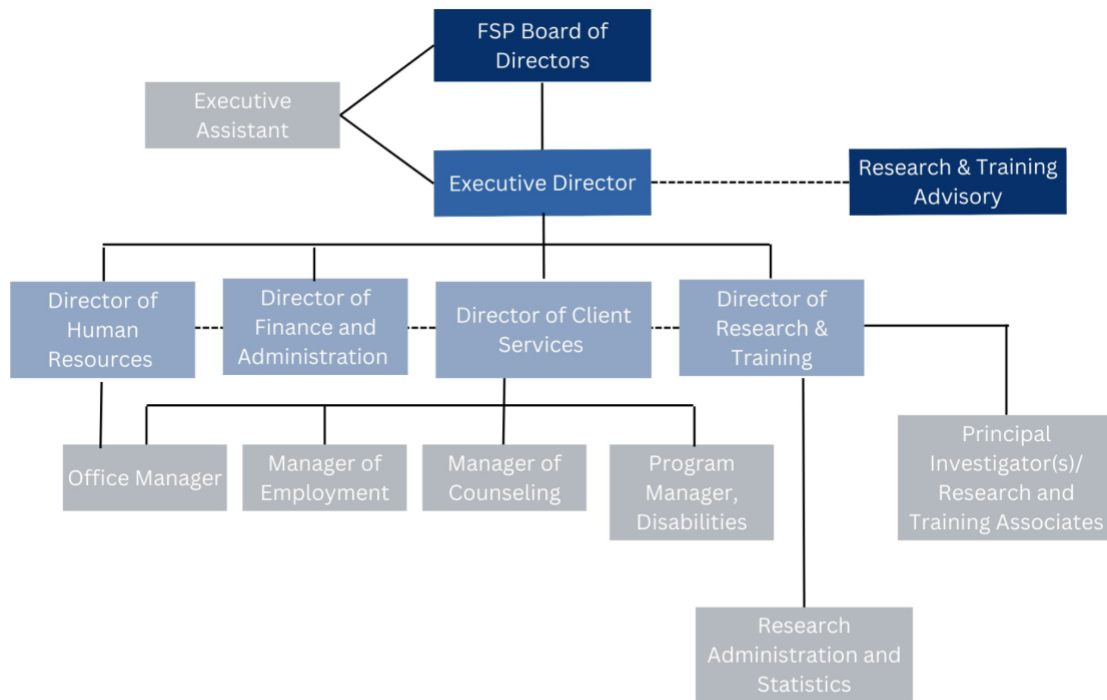 FSP Board of
Directors
Executive
Assistant
Executive Director
Research & Training
Advisory
Director of
Human
Resources
Director of
Finance and
Administration
Director of Client
Services
Director of
Research &
Training
Office Manager
Manager of
Employment
Manager of
Counseling
Program
Manager,
Disabilities
Principal
Investigator(s)/
Research and
Training Associates
Research
Administration and
Statistics